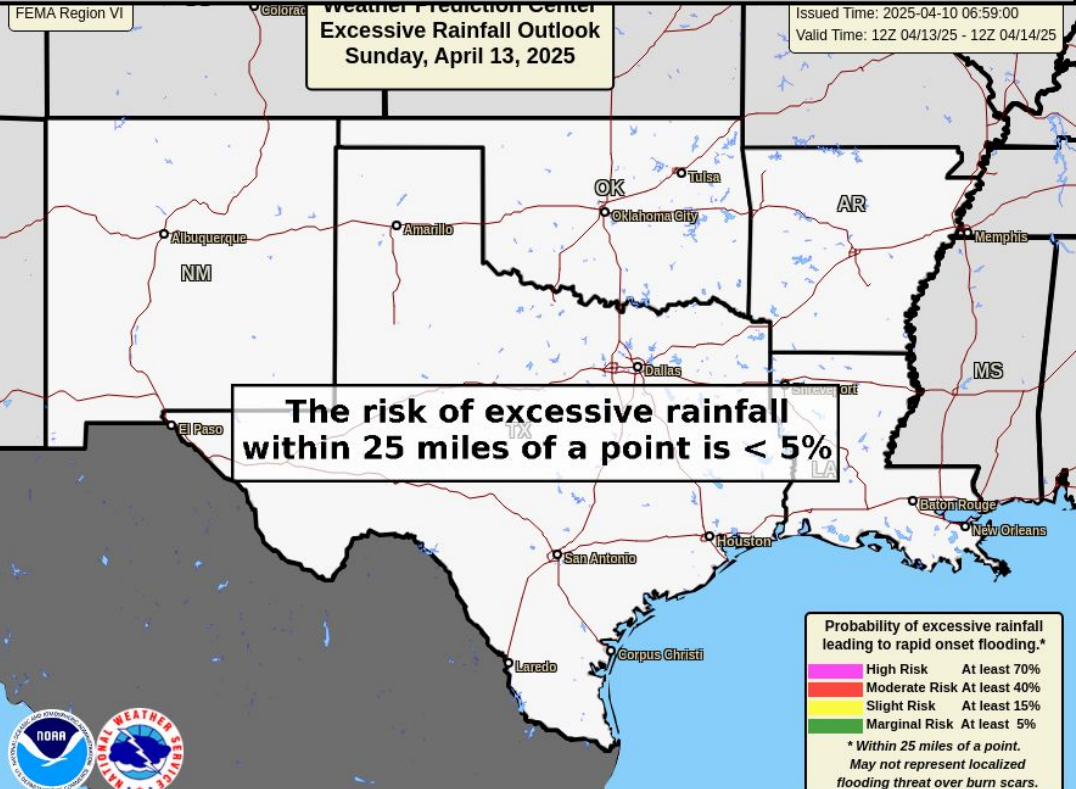 FEMA Region VI
Colorad
Weather Prediction Center
Excessive Rainfall Outlook
Sunday, April 13, 2025
Issued Time: 2025-04-10 06:59:00
Valid Time: 12Z 04/13/25 - 12Z 04/14/25
Tulsa
OK
Oklahoma City
AR
Amarillo
Albuquerque
Memphis
NM
Dallas
MS
Shreveport
The risk of excessive rainfall
TX
El Paso
within 25 miles of a point is < 5%
LA
Baton Rouge
New Orleans
Houston
San Antonio
Corpus Christi
Laredo
Probability of excessive rainfall
leading to rapid onset flooding.*
High Risk At least 70%
Moderate Risk At least 40%
Slight Risk At least 15%
Marginal Risk At least 5%
* Within 25 miles of a point.
May not represent localized
flooding threat over burn scars.
NOAA
NATIONAL WEATHER SERVICE